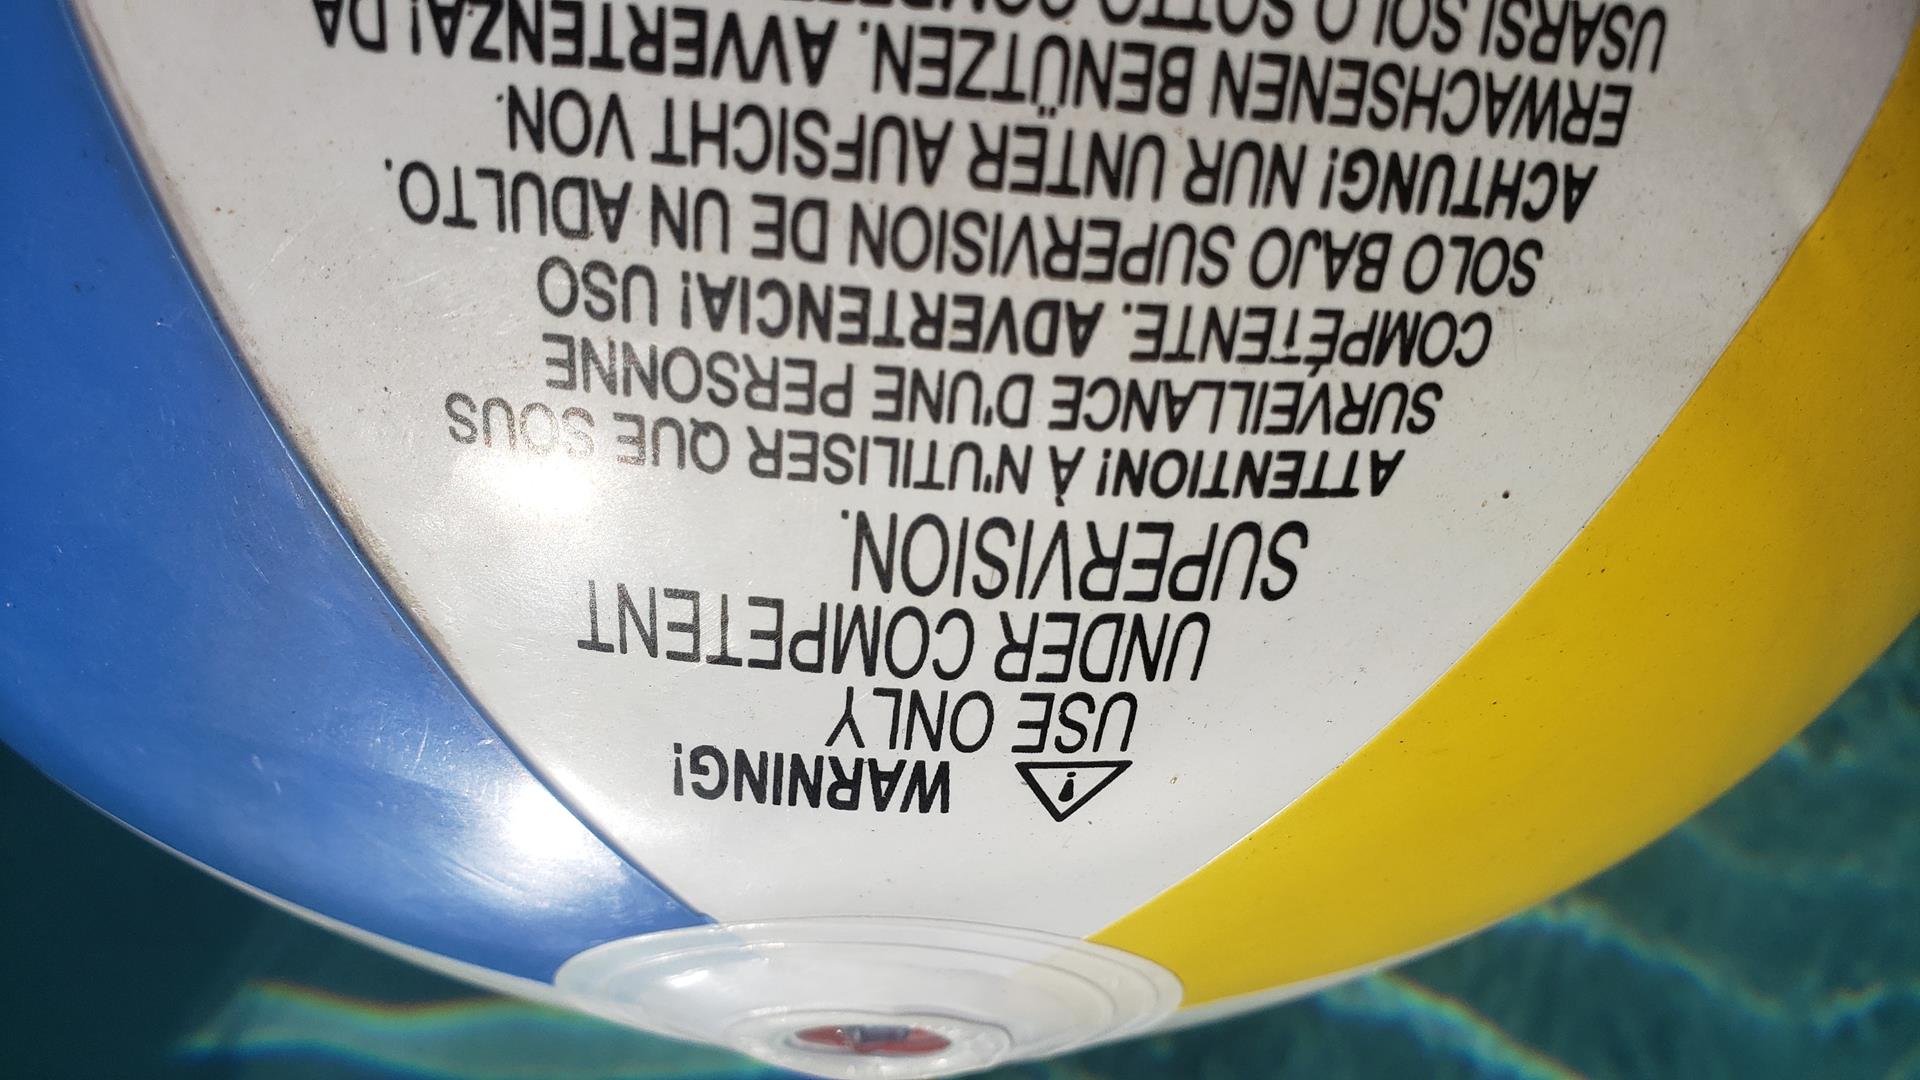 WARNING!
USE ONLY
UNDER COMPETENT
SUPERVISION.
ATTENTION! À N'UTILISER QUE SOUS
SURVEILLANCE D'UNE PERSONNE
COMPÉTENTE. ADVERTENCIA! USO
SOLO BAJO SUPERVISION DE UN ADULTO.
ACHTUNG! NUR UNTER AUFSICHT VON
ERWACHSENEN BENÜTZEN. AVVERTENZA! DA
USARSI SOLO SOTTO